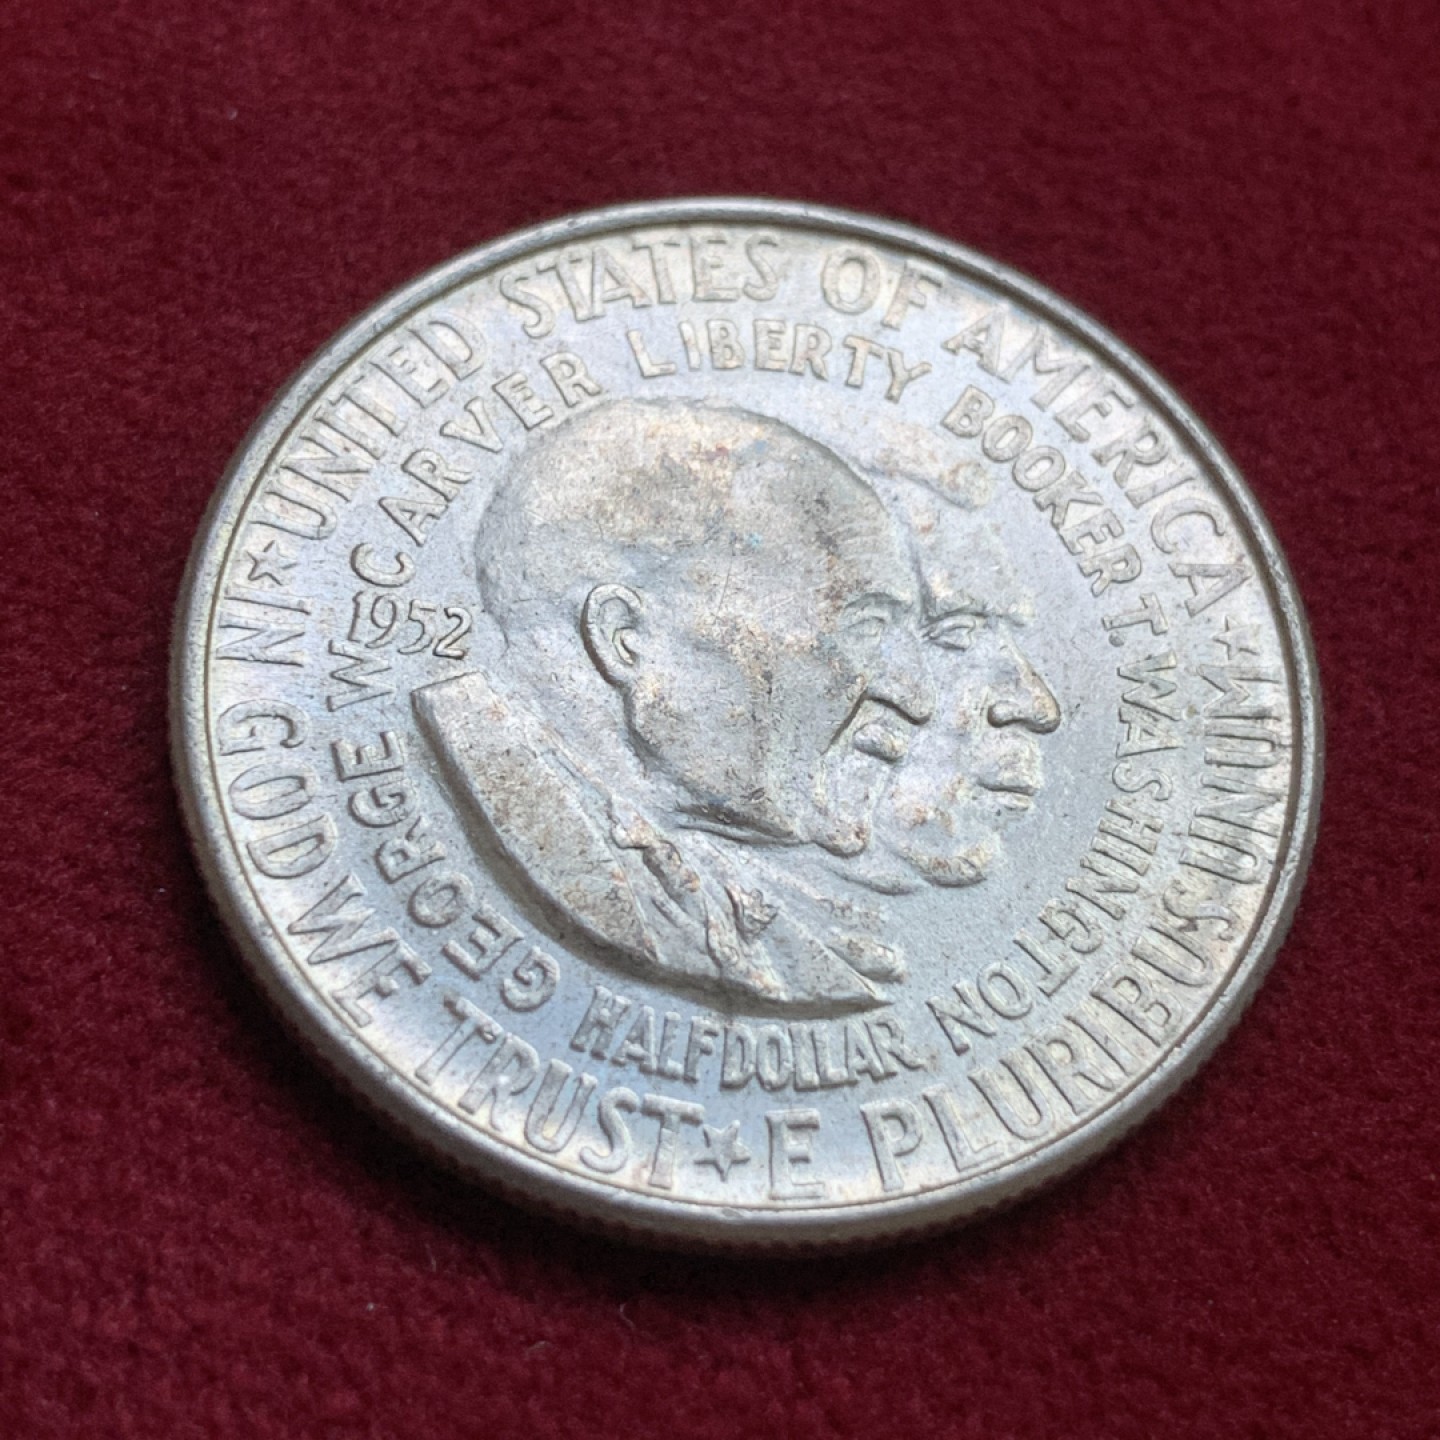 ★ UNITED STATES OF AMERICA ★
E PLURIBUS UNUM ★
IN GOD WE TRUST
GEORGE W CARVER
LIBERTY
BOOKER T. WASHINGTON
1952
HALF DOLLAR